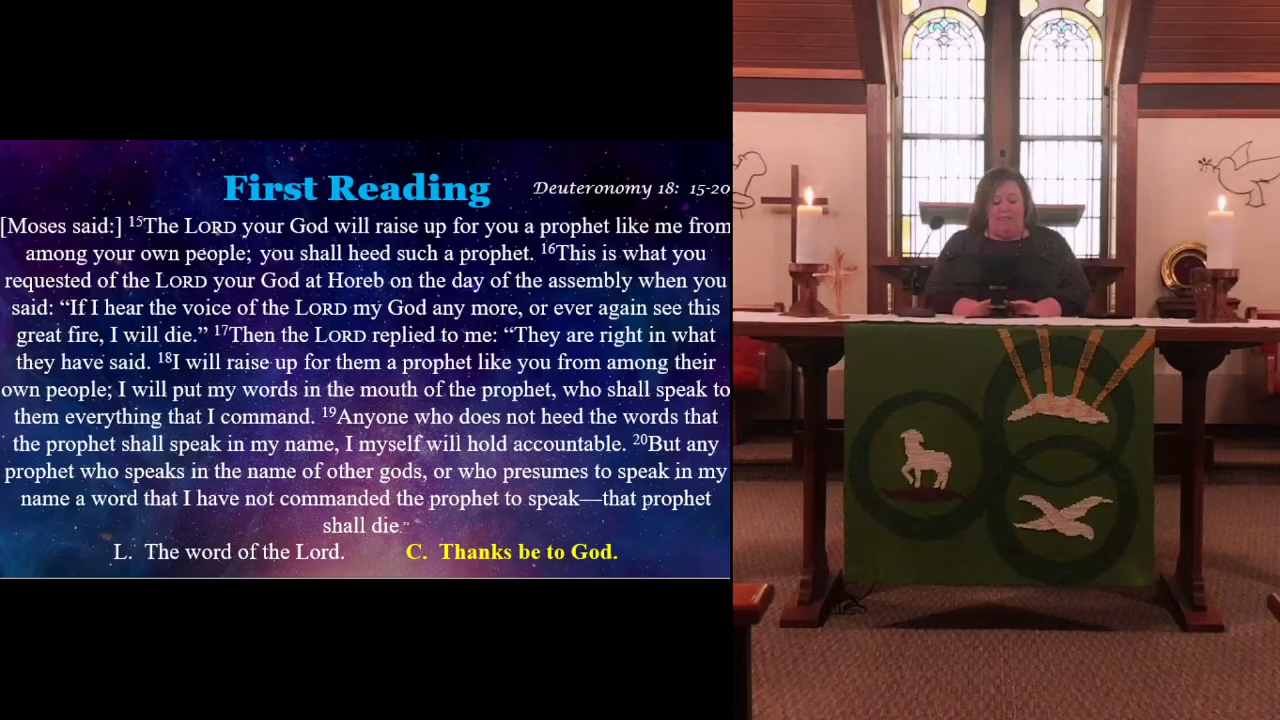 First Reading
Deuteronomy 18: 15-20
[Moses said:] 15The LORD your God will raise up for you a prophet like me from
among your own people; you shall heed such a prophet. 16This is what you
requested of the LORD your God at Horeb on the day of the assembly when you
said: “If I hear the voice of the LORD my God any more, or ever again see this
great fire, I will die.” 17Then the LORD replied to me: “They are right in what
they have said. 18I will raise up for them a prophet like you from among their
own people; I will put my words in the mouth of the prophet, who shall speak to
them everything that I command. 19Anyone who does not heed the words that
the prophet shall speak in my name, I myself will hold accountable. 20But any
prophet who speaks in the name of other gods, or who presumes to speak in my
name a word that I have not commanded the prophet to speak—that prophet
shall die.”
L. The word of the Lord. C. Thanks be to God.